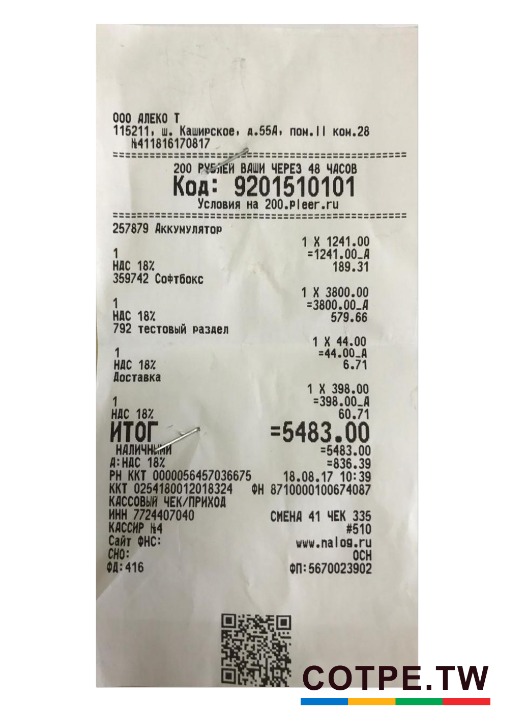 ООО АЛЕКО Т
115211, ш. Каширское, д.55А, пом.II ком.28
№411816170817
200 РУБЛЕЙ ВАШИ ЧЕРЕЗ 48 ЧАСОВ
Код: 9201510101
Условия на 200.pleer.ru
257879 Аккумулятор
1 X 1241.00
1 =1241.00_А
НДС 18% 189.31
359742 Софтбокс
1 X 3800.00
1 =3800.00_А
НДС 18% 579.66
792 тестовый раздел
1 X 44.00
1 =44.00_А
НДС 18% 6.71
Доставка
1 X 398.00
1 =398.00_А
НДС 18% 60.71
ИТОГ =5483.00
НАЛИЧНЫМИ =5483.00
А:НДС 18% =836.39
РН ККТ 0000056457036675 18.08.17 10:39
ККТ 0254180012018324 ФН 8710000100674087
КАССОВЫЙ ЧЕК/ПРИХОД
ИНН 7724407040 СМЕНА 41 ЧЕК 335
КАССИР №4 #510
Сайт ФНС: www.nalog.ru
СНО: ОСН
ФД:416 ФП:5670023902
COTPE.TW